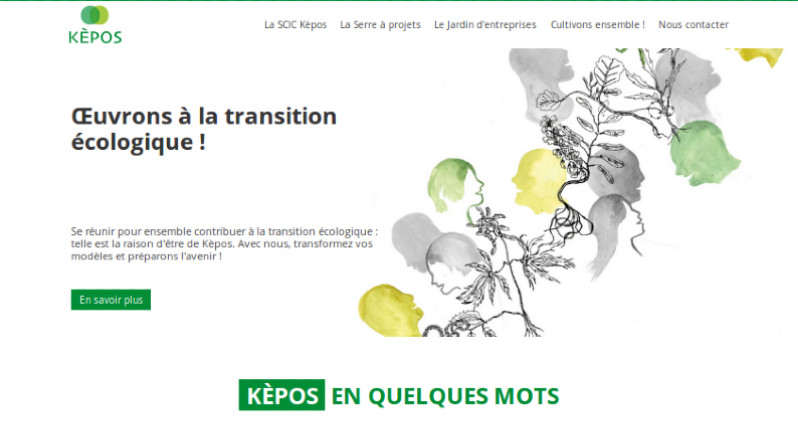 KÈPOS
La SCIC Kèpos La Serre à projets Le Jardin d'entreprises Cultivons ensemble ! Nous contacter
Œuvrons à la transition
écologique !
Se réunir pour ensemble contribuer à la transition écologique :
telle est la raison d'être de Kèpos. Avec nous, transformez vos
modèles et préparons l'avenir !
En savoir plus
KÈPOS EN QUELQUES MOTS